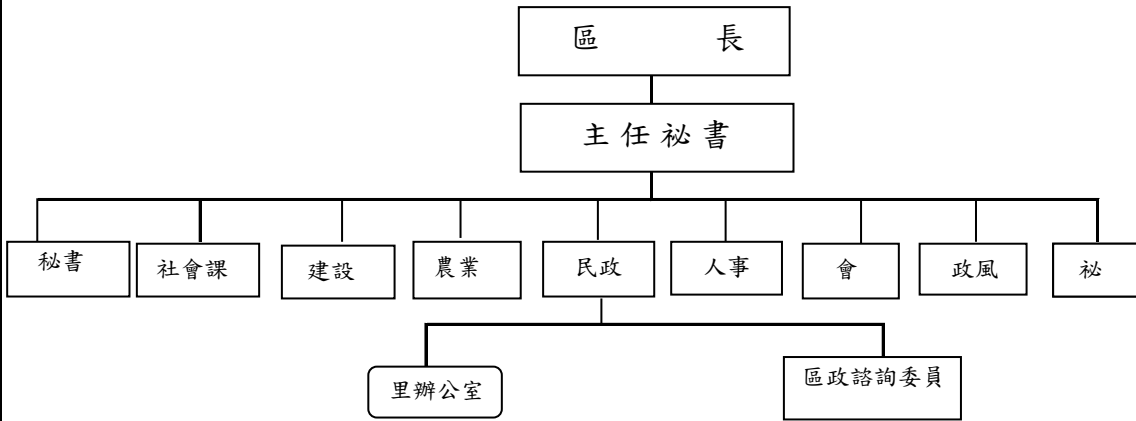 區 長
主任祕書
秘書
社會課
建設
農業
民政
人事
會
政風
祕
里辦公室
區政諮詢委員